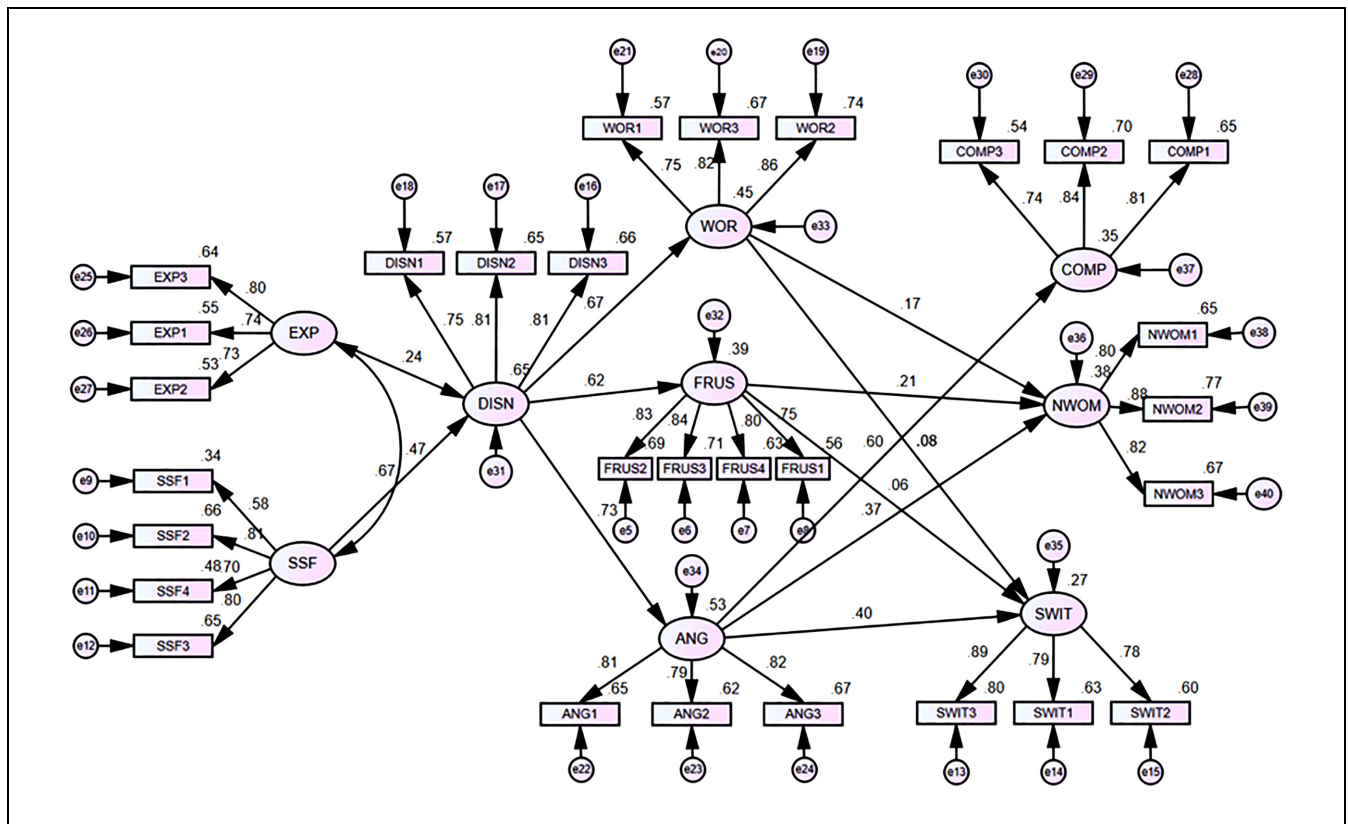 e21
e20
e19
e30
e29
e28
.57
.67
.74
WOR1
WOR3
WOR2
.54
.70
.65
COMP3
COMP2
COMP1
.75
.82
.86
e18
e17
e16
.45
WOR
e33
.74
.84
.81
.57
.65
.66
DISN1
DISN2
DISN3
.35
COMP
e37
.64
e25
EXP3
.80
.55
e26
EXP1
.74
EXP
.53
.73
e27
EXP2
.24
.75
.81
.81
.67
.17
e32
.39
FRUS
e36
.65
NWOM1
e38
.80
.38
NWOM
.77
.88
NWOM2
e39
.82
.67
NWOM3
e40
.65
DISN
.62
.21
e31
.83
.84
.80
.75
.69
.71
.63
.56
FRUS2
FRUS3
FRUS4
FRUS1
e5
e6
e7
e8
.60
.08
.06
.37
.47
.67
.34
e9
SSF1
.58
.66
e10
SSF2
.81
SSF
.48
.70
e11
SSF4
.80
.65
e12
SSF3
.73
e34
.53
ANG
.40
e35
.27
SWIT
.81
.79
.82
.65
.62
.67
ANG1
ANG2
ANG3
e22
e23
e24
.89
.79
.78
.80
.63
.60
SWIT3
SWIT1
SWIT2
e13
e14
e15